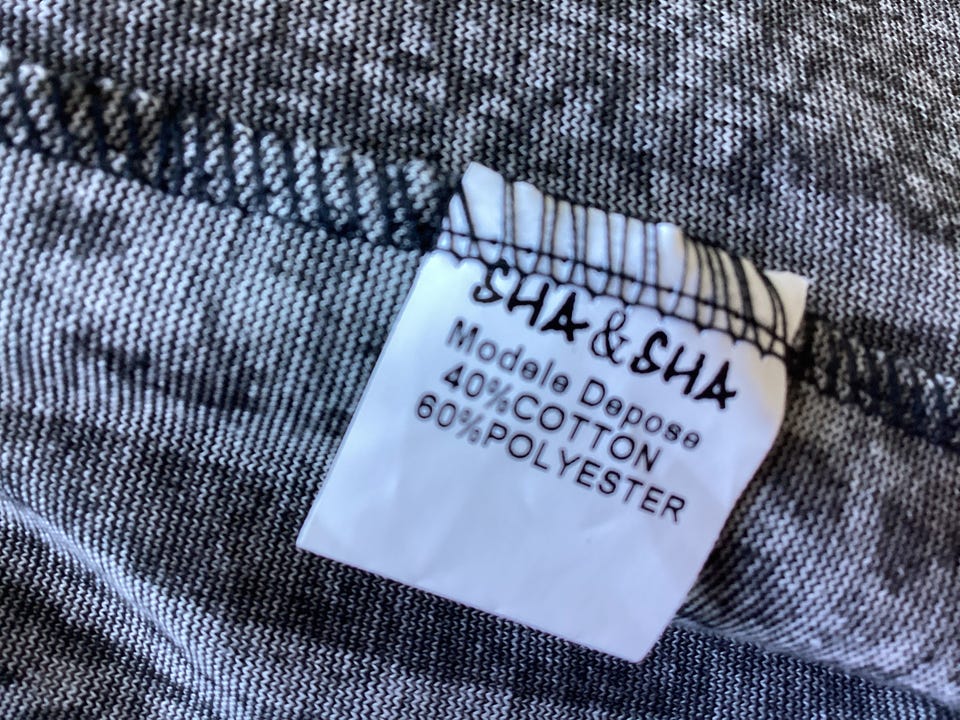 SHA&SHA
Modele Depose
40%COTTON
60%POLYESTER